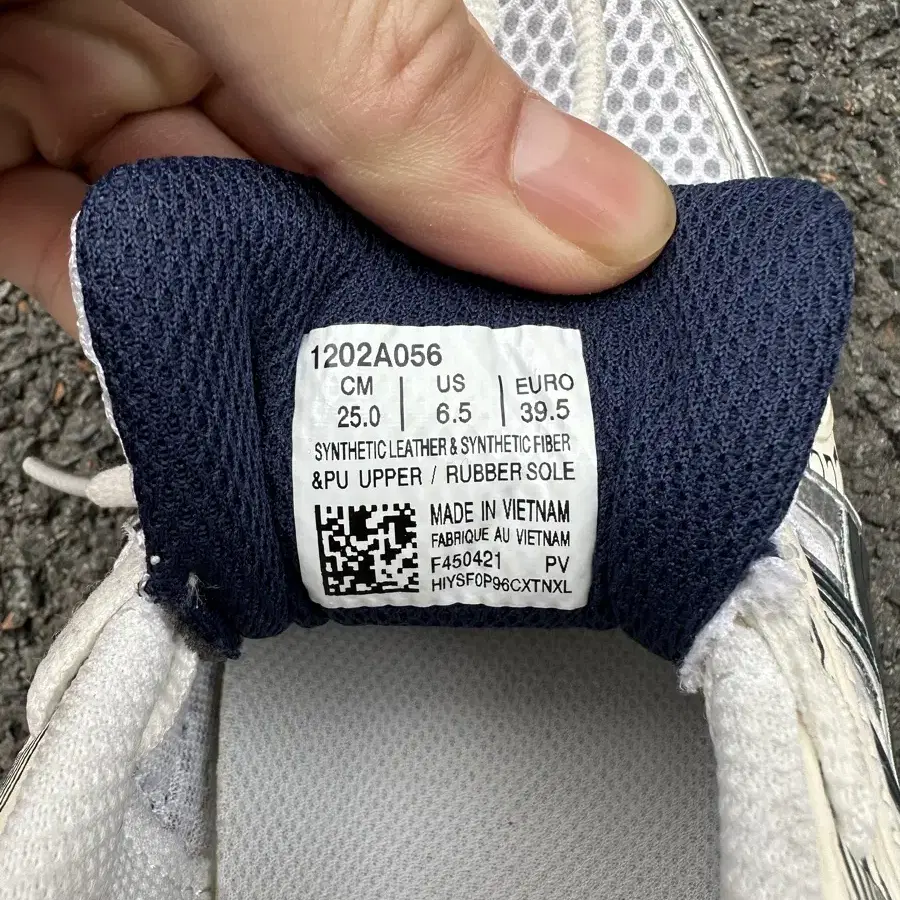 1202A056
CM | US | EURO
25.0 | 6.5 | 39.5
SYNTHETIC LEATHER & SYNTHETIC FIBER
&PU UPPER / RUBBER SOLE
MADE IN VIETNAM
FABRIQUE AU VIETNAM
F450421 PV
HIYSF0P96CXTNXL